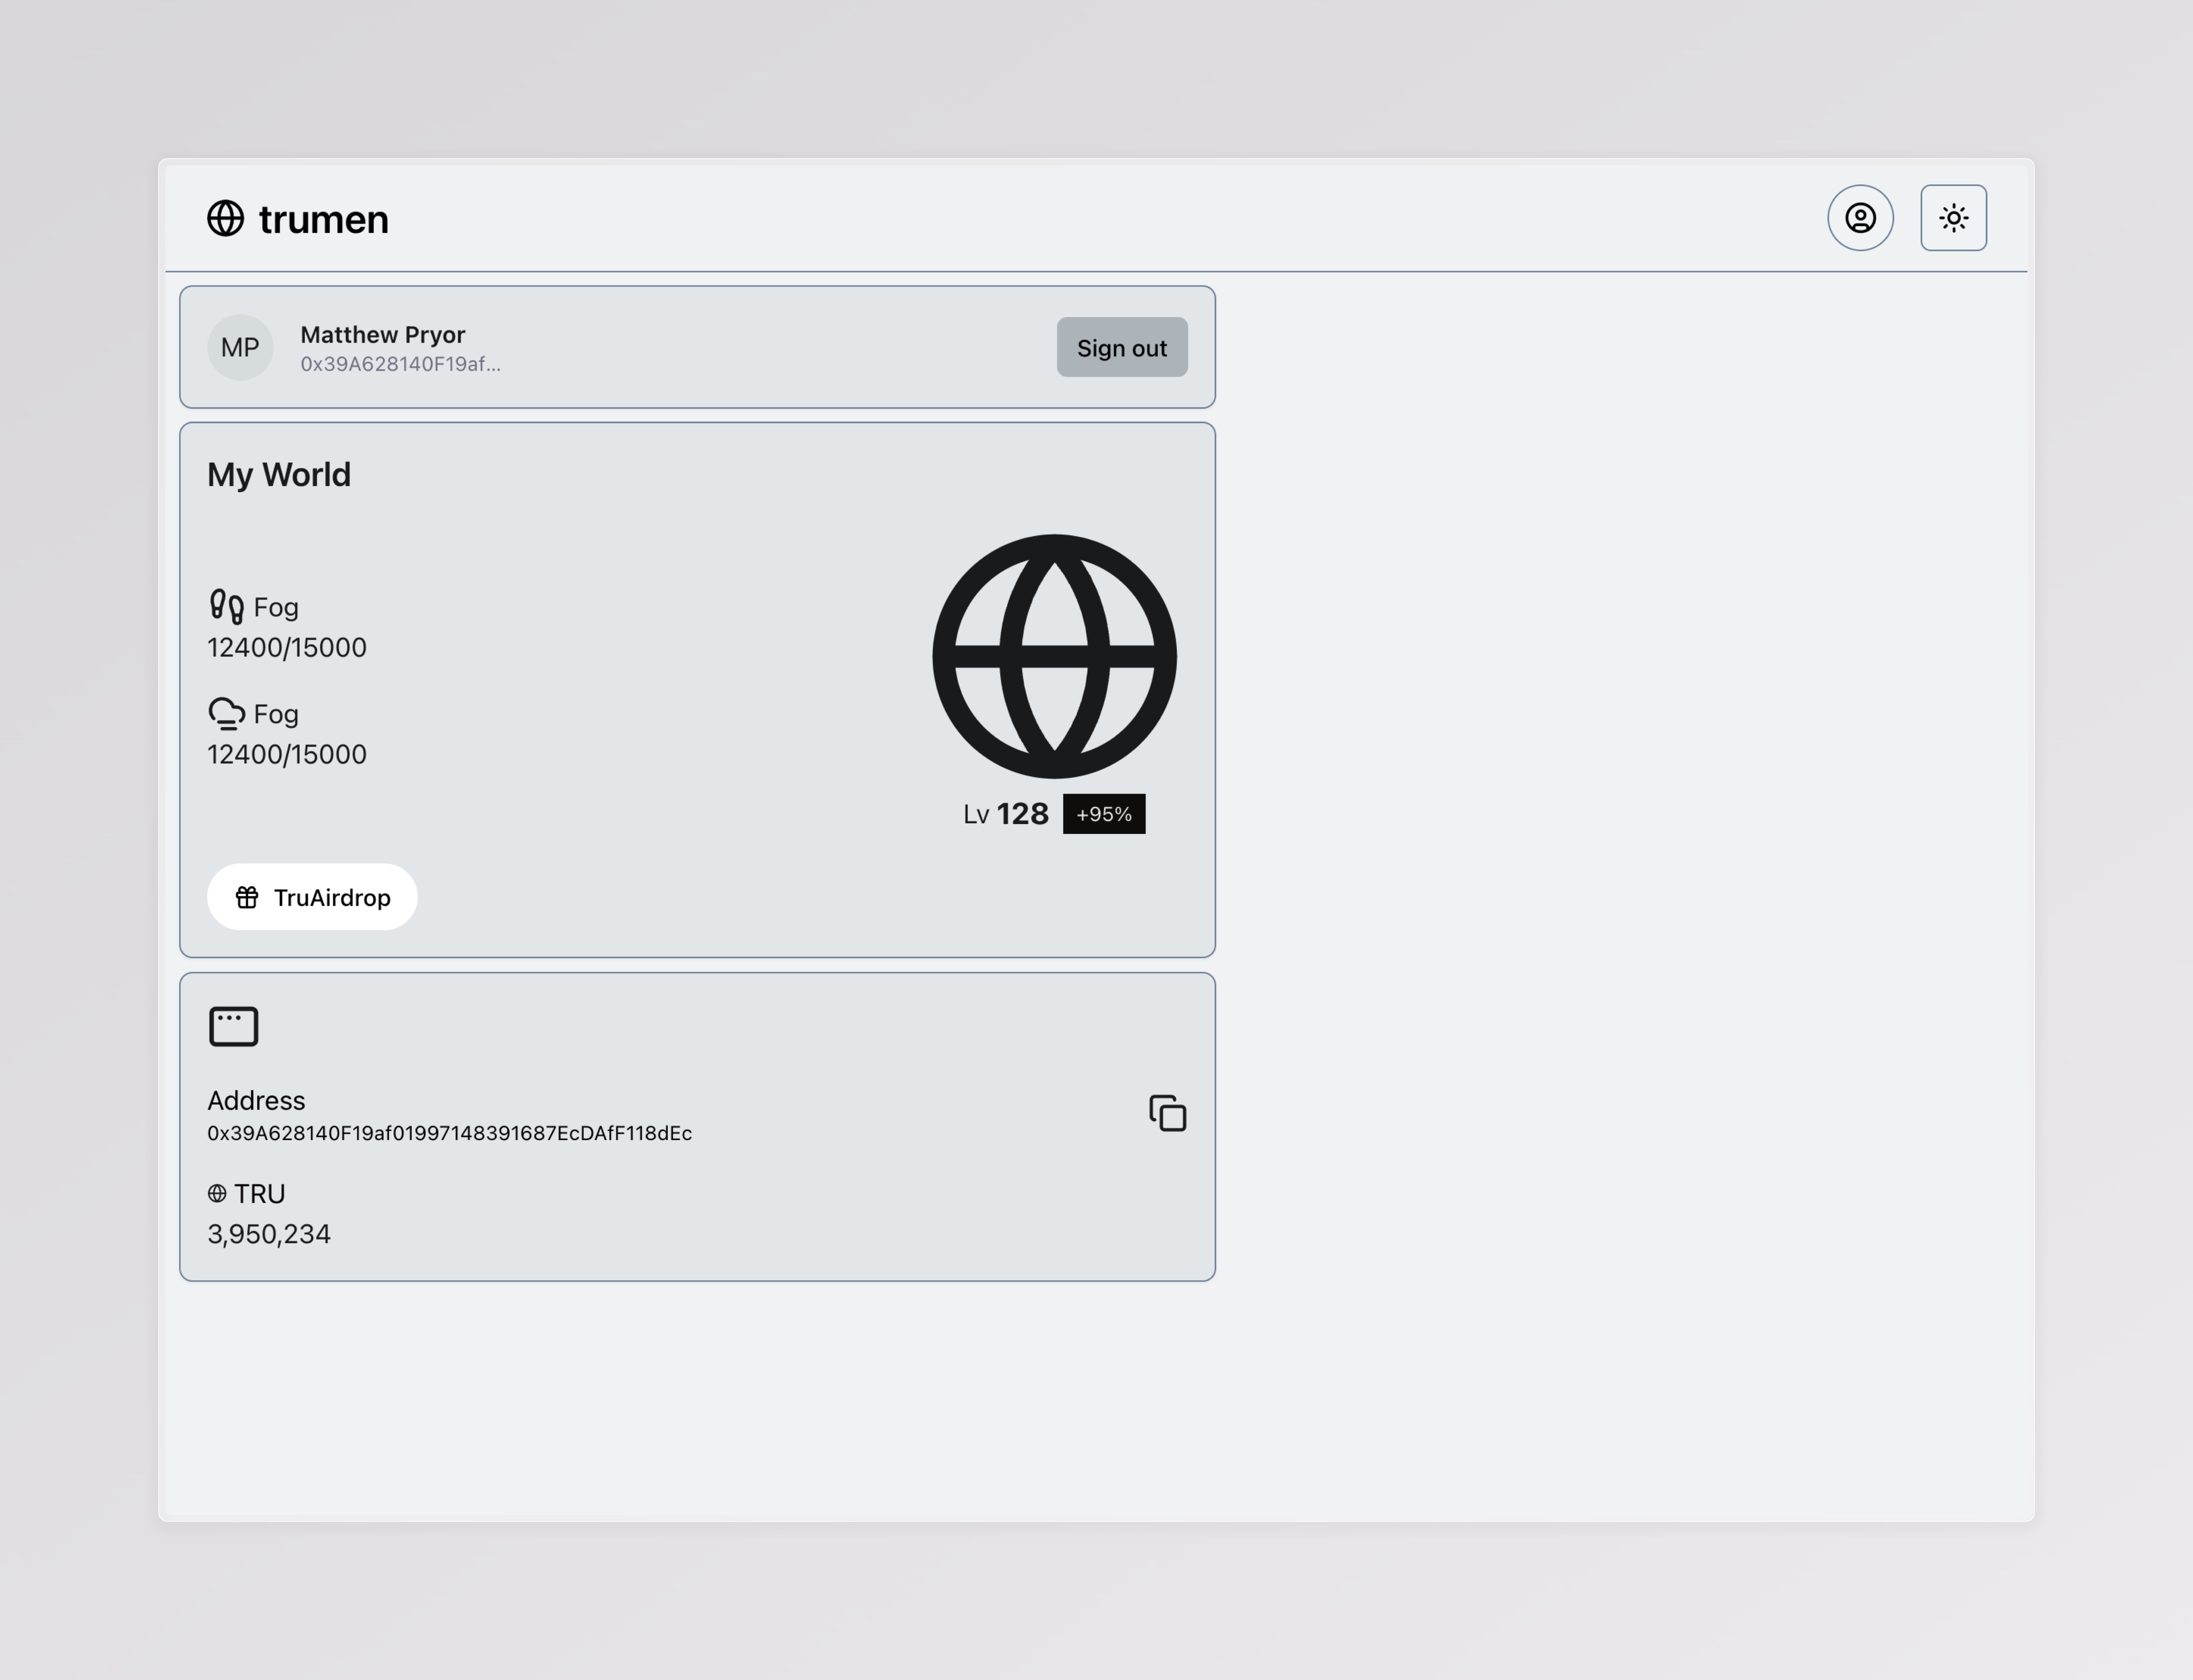 trumen
MP
Matthew Pryor
0x39A628140F19af...
Sign out
My World
Fog
12400/15000
Fog
12400/15000
Lv 128 +95%
TruAirdrop
Address
0x39A628140F19af01997148391687EcDAfF118dEc
TRU
3,950,234